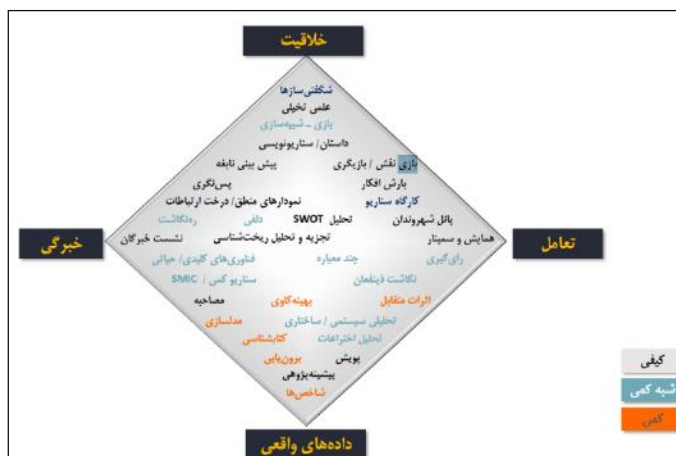 خلاقیت
شگفتی‌سازها
علمی تخیلی
بازی - شبیه‌سازی
داستان/ سناریونویسی
بازی نقش / بازیگری پیش بینی نابغه
بارش افکار پس‌نگری
کارگاه سناریو نمودارهای منطق/ درخت ارتباطات
پانل شهروندان تحلیل SWOT دلفی ره‌نگاشت
همایش و سمینار تجزیه و تحلیل ریخت‌شناسی نشست خبرگان
تعامل
خبرگی
رای‌گیری چند معیاره فناوری‌های کلیدی/ حیاتی
نگاشت ذینفعان سناریو کمی / SMIC
اثرات متقابل بهینه‌کاوی مصاحبه
تحلیلی سیستمی / ساختاری مدلسازی
تحلیل اختراعات کتابشناسی
پویش برون‌یابی
پیشینه‌پژوهی
شاخص‌ها
داده‌های واقعی
کیفی
شبه کمی
کمی